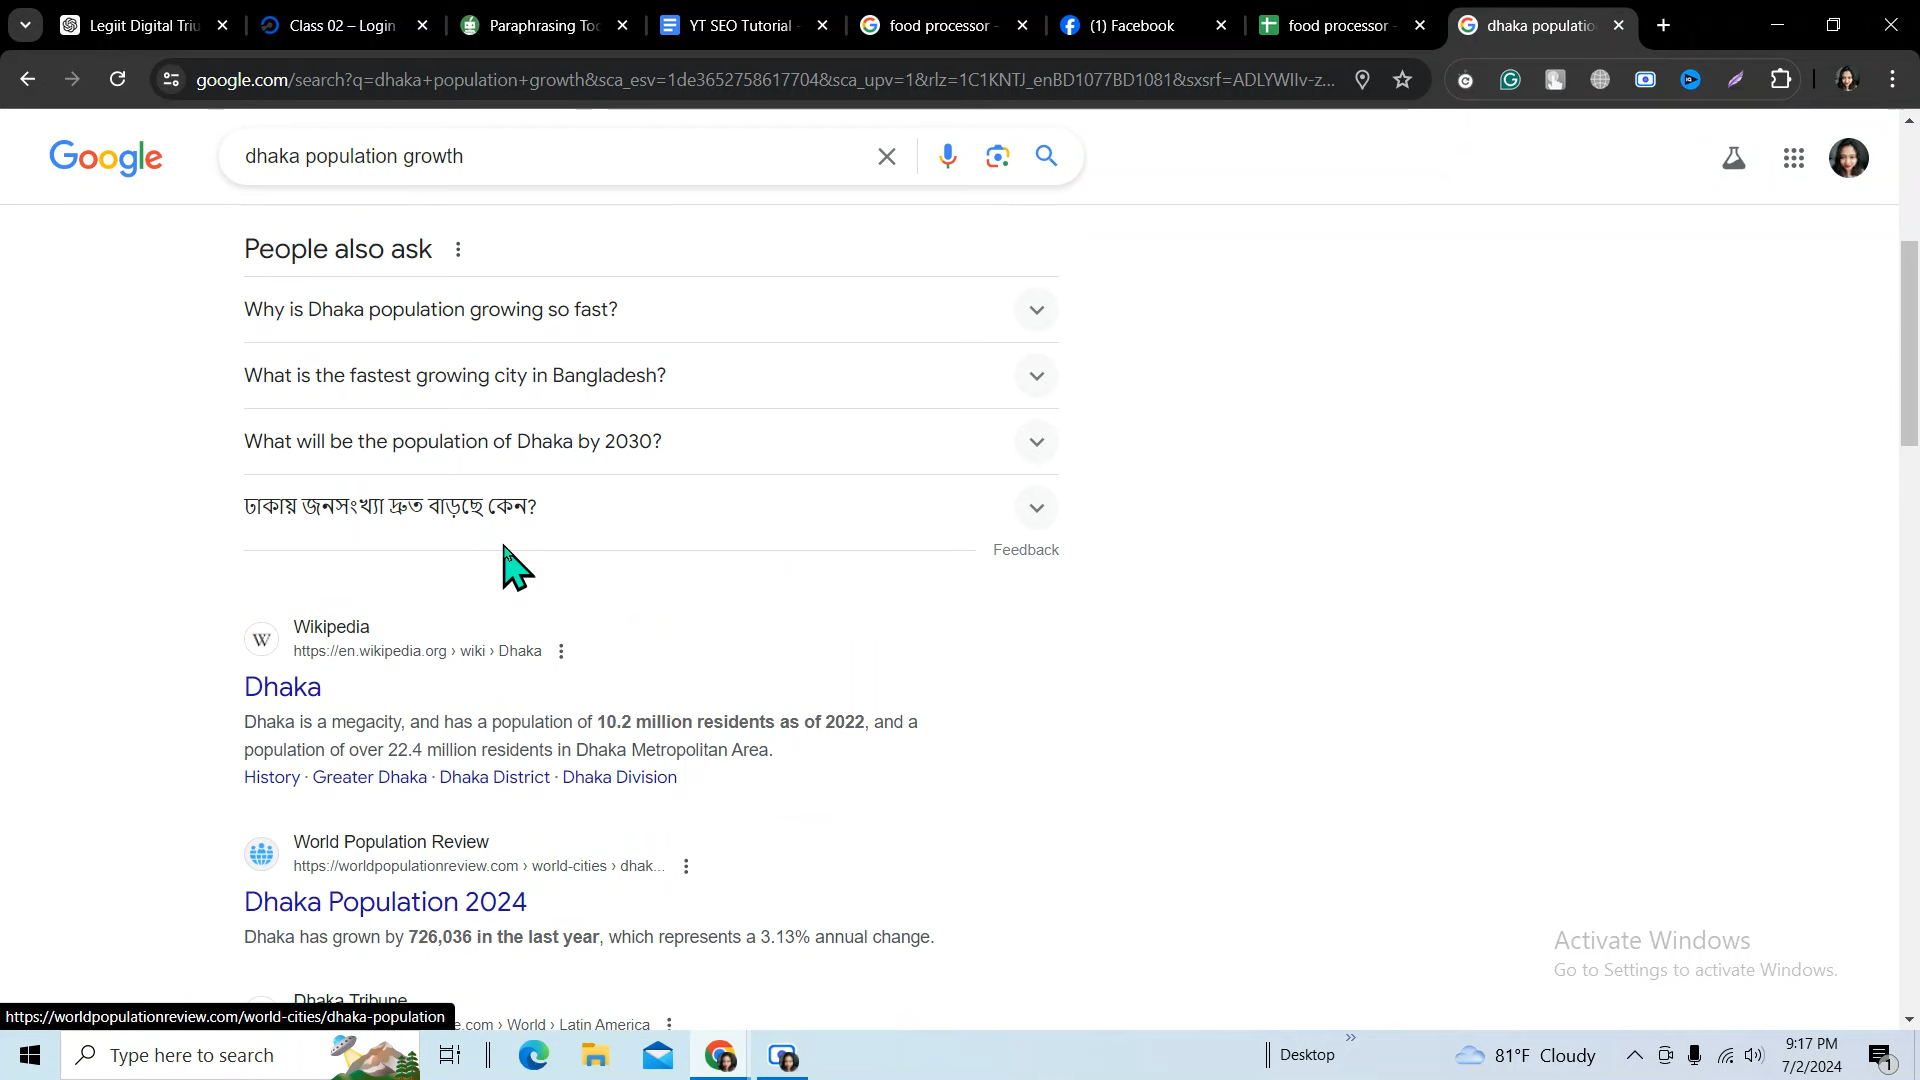 Legiit Digital Triu
Class 02 – Login
Paraphrasing Too
YT SEO Tutorial -
food processor -
(1) Facebook
food processor -
dhaka populatio
google.com/search?q=dhaka+population+growth&sca_esv=1de3652758617704&sca_upv=1&rlz=1C1KNTJ_enBD1077BD1081&sxsrf=ADLYWIIv-z...
Google
dhaka population growth
People also ask
Why is Dhaka population growing so fast?
What is the fastest growing city in Bangladesh?
What will be the population of Dhaka by 2030?
ঢাকায় জনসংখ্যা দ্রুত বাড়ছে কেন?
Feedback
W
Wikipedia
https://en.wikipedia.org › wiki › Dhaka
Dhaka
Dhaka is a megacity, and has a population of 10.2 million residents as of 2022, and a
population of over 22.4 million residents in Dhaka Metropolitan Area.
History · Greater Dhaka · Dhaka District · Dhaka Division
World Population Review
https://worldpopulationreview.com › world-cities › dhak...
Dhaka Population 2024
Dhaka has grown by 726,036 in the last year, which represents a 3.13% annual change.
Activate Windows
Go to Settings to activate Windows.
Dhaka Tribune
https://worldpopulationreview.com/world-cities/dhaka-population
e.com › World › Latin America
Type here to search
Desktop
81°F Cloudy
9:17 PM
7/2/2024
1